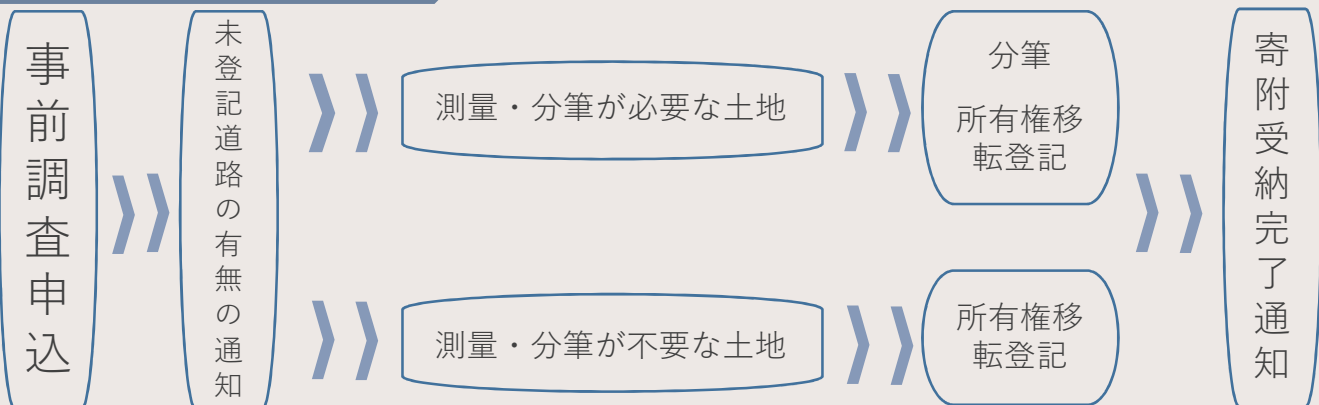 事前調査申込
未登記道路の有無の通知
測量・分筆が必要な土地
分筆
所有権移
転登記
測量・分筆が不要な土地
所有権移
転登記
寄附受納完了通知